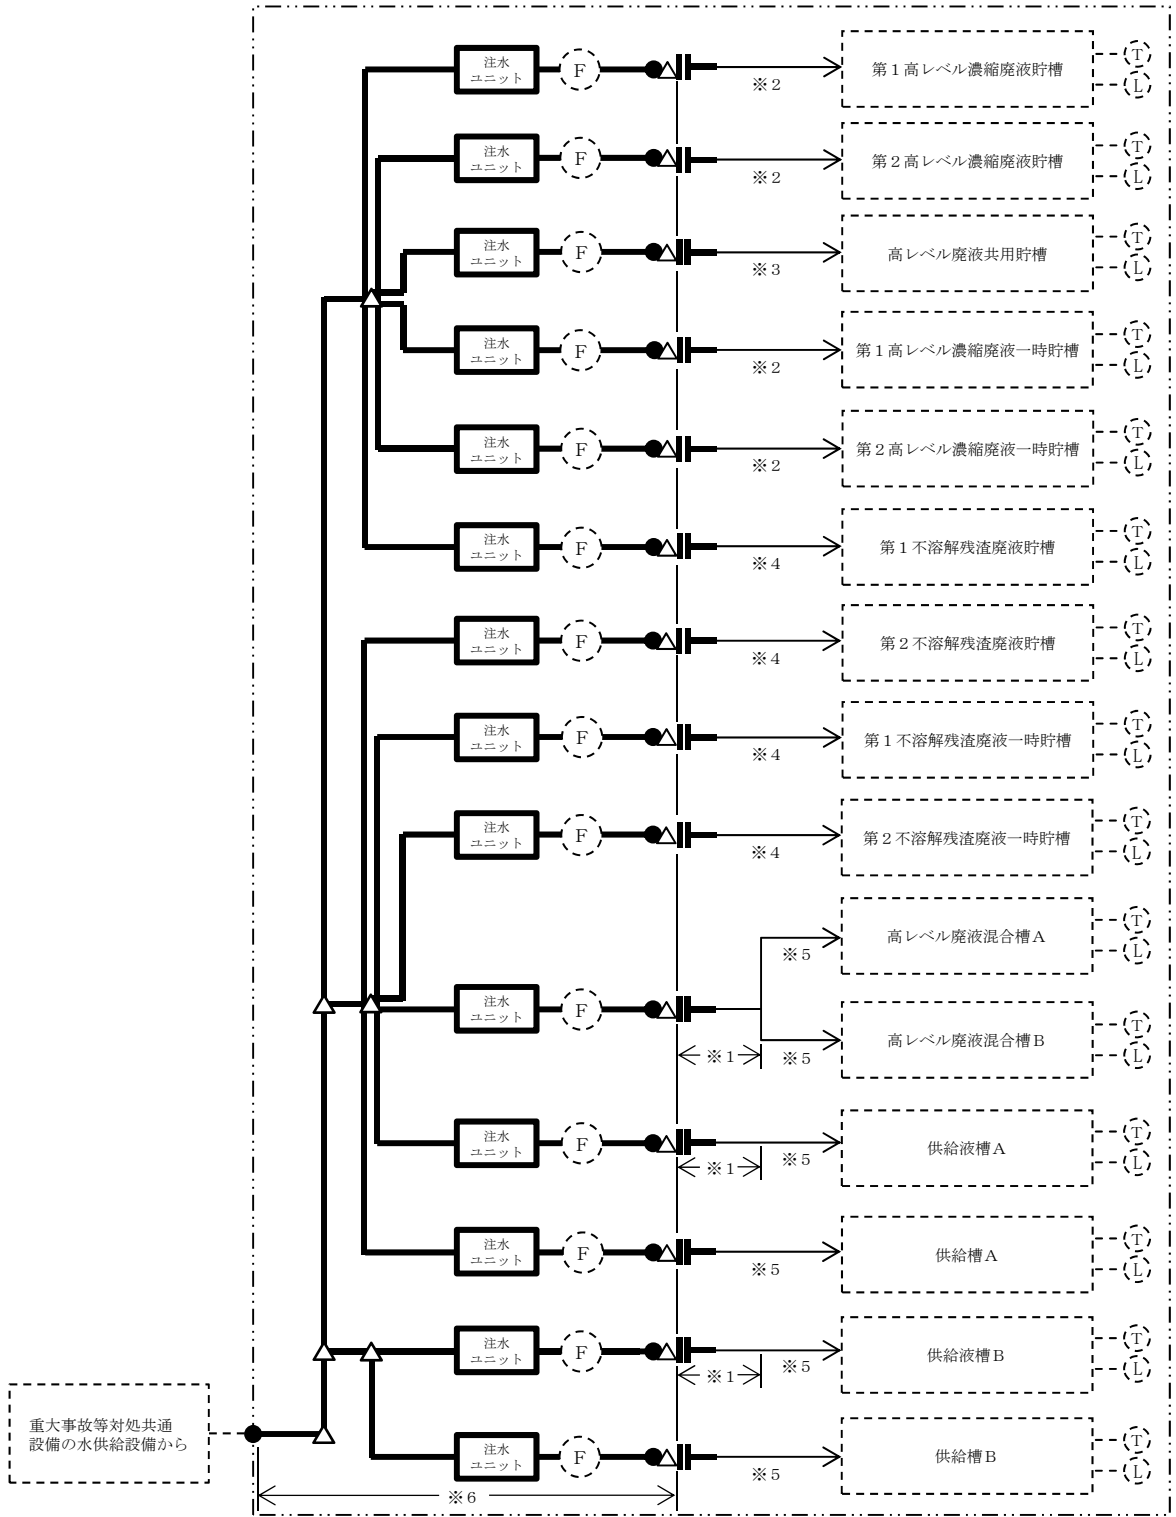 注水
ユニット
F
※2
第1高レベル濃縮廃液貯槽
T
L
注水
ユニット
F
※2
第2高レベル濃縮廃液貯槽
T
L
注水
ユニット
F
※3
高レベル廃液共用貯槽
T
L
注水
ユニット
F
※2
第1高レベル濃縮廃液一時貯槽
T
L
注水
ユニット
F
※2
第2高レベル濃縮廃液一時貯槽
T
L
注水
ユニット
F
※4
第1不溶解残渣廃液貯槽
T
L
注水
ユニット
F
※4
第2不溶解残渣廃液貯槽
T
L
注水
ユニット
F
※4
第1不溶解残渣廃液一時貯槽
T
L
注水
ユニット
F
※4
第2不溶解残渣廃液一時貯槽
T
L
※5
高レベル廃液混合槽A
T
L
注水
ユニット
F
※1
※5
高レベル廃液混合槽B
T
L
注水
ユニット
F
※1
※5
供給液槽A
T
L
注水
ユニット
F
※5
供給槽A
T
L
注水
ユニット
F
※1
※5
供給液槽B
T
L
重大事故等対処共通
設備の水供給設備から
注水
ユニット
F
※5
供給槽B
T
L
※6